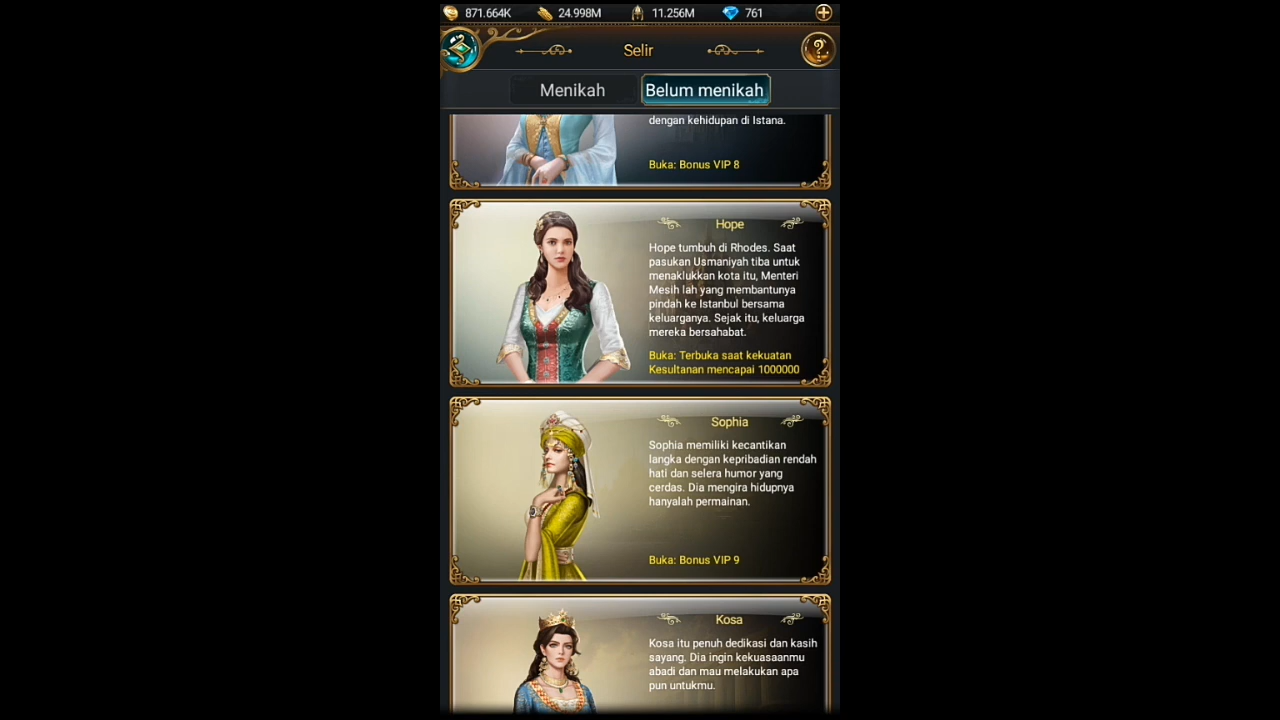 871.664K 24.998M 11.256M 761
Selir
?
Menikah Belum menikah
dengan kehidupan di Istana.
Buka: Bonus VIP 8
Hope
Hope tumbuh di Rhodes. Saat
pasukan Usmaniyah tiba untuk
menaklukkan kota itu, Menteri
Mesih lah yang membantunya
pindah ke Istanbul bersama
keluarganya. Sejak itu, keluarga
mereka bersahabat.
Buka: Terbuka saat kekuatan
Kesultanan mencapai 1000000
Sophia
Sophia memiliki kecantikan
langka dengan kepribadian rendah
hati dan selera humor yang
cerdas. Dia mengira hidupnya
hanyalah permainan.
Buka: Bonus VIP 9
Kosa
Kosa itu penuh dedikasi dan kasih
sayang. Dia ingin kekuasaanmu
abadi dan mau melakukan apa
pun untukmu.